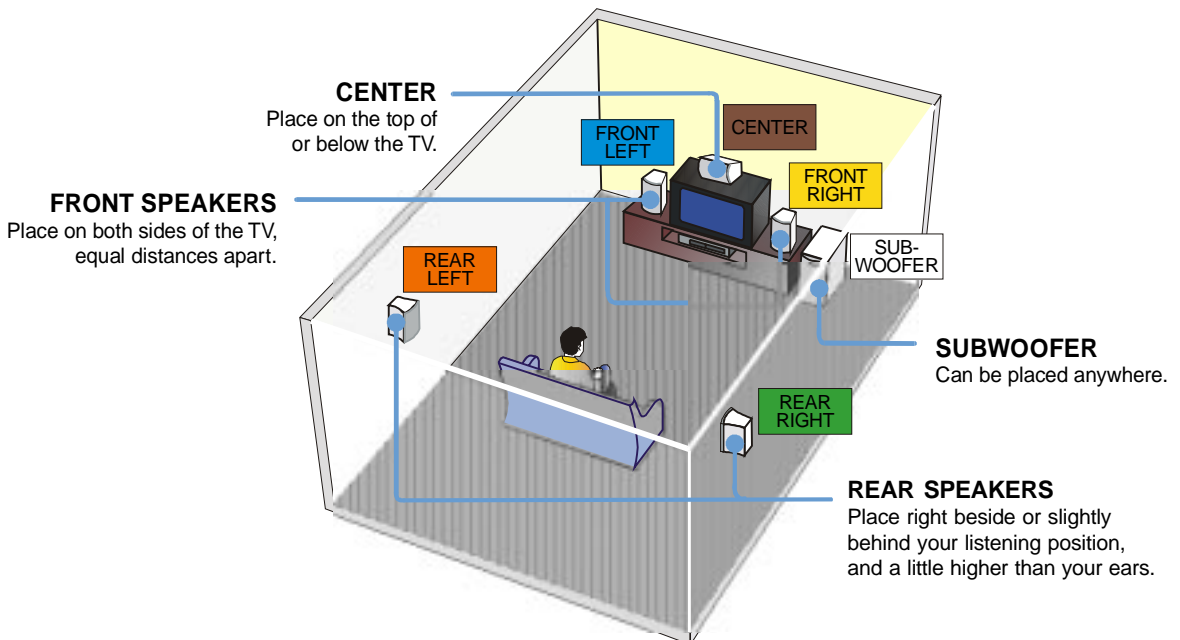 CENTER
Place on the top of
or below the TV.
FRONT SPEAKERS
Place on both sides of the TV,
equal distances apart.
FRONT
LEFT
CENTER
FRONT
RIGHT
SUB-
WOOFER
REAR
LEFT
SUBWOOFER
Can be placed anywhere.
REAR
RIGHT
REAR SPEAKERS
Place right beside or slightly
behind your listening position,
and a little higher than your ears.